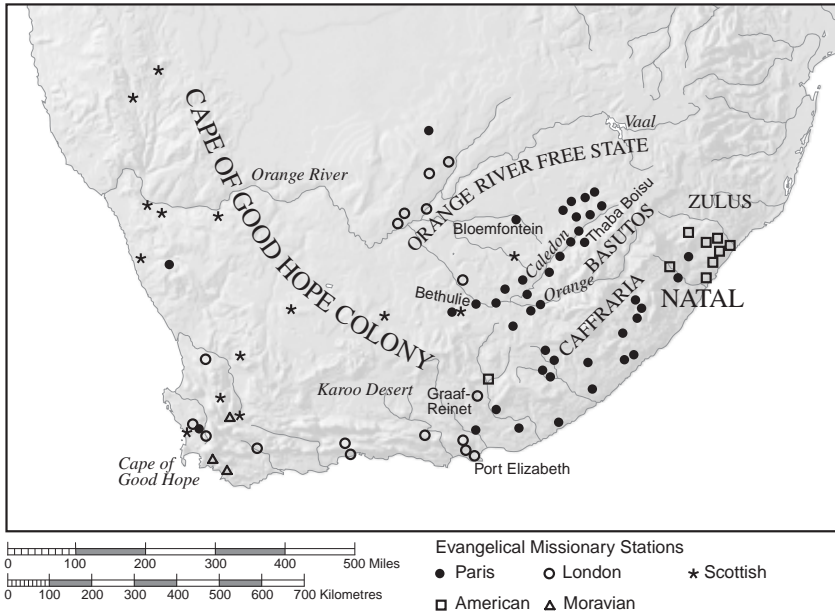 CAPE OF GOOD HOPE COLONY
Orange River
Vaal
ORANGE RIVER FREE STATE
Bloemfontein
Caledon
Thaba Boisu
BASUTOS
ZULUS
Bethulie
Orange
NATAL
CAFFRARIA
Karoo Desert
Graaf-
Reinet
Cape of
Good Hope
Port Elizabeth
0 100 200 300 400 500 Miles
0 100 200 300 400 500 600 700 Kilometres
Evangelical Missionary Stations
Paris London Scottish
American Moravian